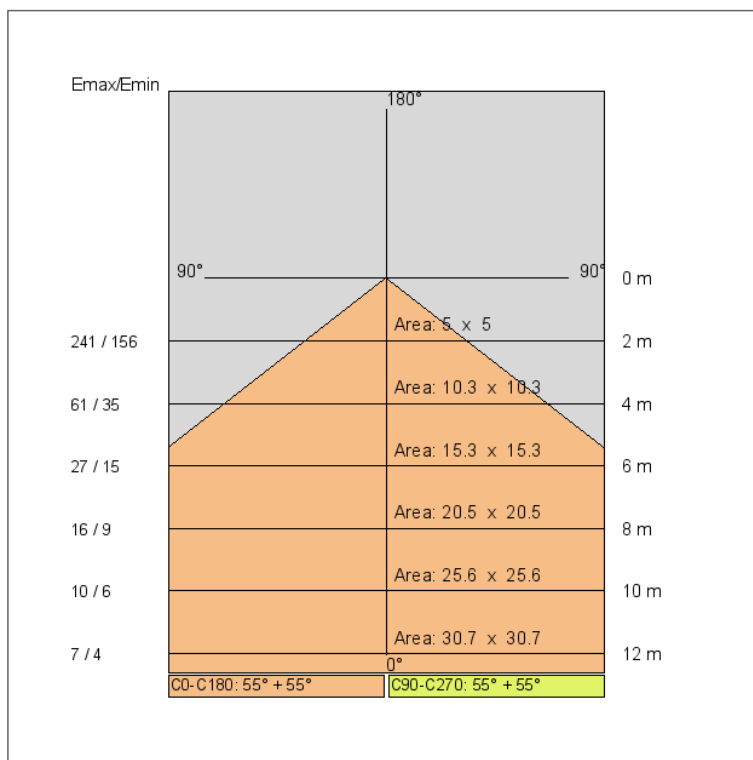 Emax/Emin
180°
90° 90° 0 m
Area: 5 x 5
241 / 156 2 m
Area: 10.3 x 10.3
61 / 35 4 m
Area: 15.3 x 15.3
27 / 15 6 m
Area: 20.5 x 20.5
16 / 9 8 m
Area: 25.6 x 25.6
10 / 6 10 m
Area: 30.7 x 30.7
7 / 4 12 m
0°
C0-C180: 55° + 55° C90-C270: 55° + 55°